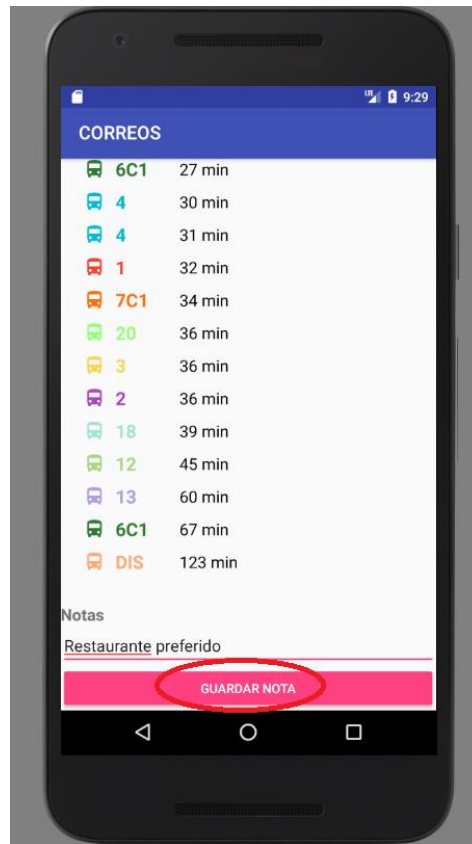 9:29
CORREOS
6C1 27 min
4 30 min
4 31 min
1 32 min
7C1 34 min
20 36 min
3 36 min
2 36 min
18 39 min
12 45 min
13 60 min
6C1 67 min
DIS 123 min
Notas
Restaurante preferido
GUARDAR NOTA